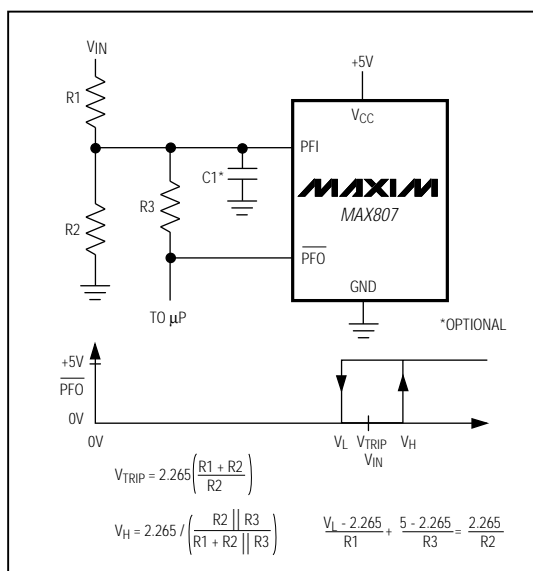 VIN
R1
+5V
VCC
PFI
C1*
R3
MAXIM
MAX807
R2
PFO
GND
TO µP
*OPTIONAL
+5V
PFO
0V
0V
VL VTRIP VH
VIN
VTRIP = 2.265 (R1 + R2 / R2)
VH = 2.265 / (R2 || R3 / R1 + R2 || R3)
VL - 2.265 / R1 + 5 - 2.265 / R3 = 2.265 / R2